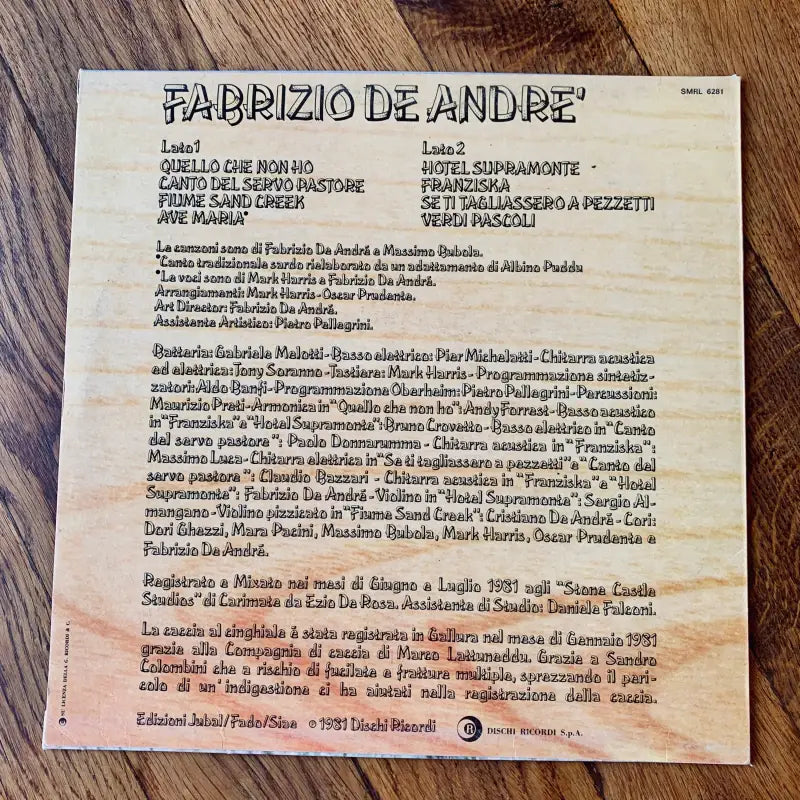 FABRIZIO DE ANDRE'
SMRL 6281
Lato 1
QUELLO CHE NON HO
CANTO DEL SERVO PASTORE
FIUME SAND CREEK
AVE MARIA*
Lato 2
HOTEL SUPRAMONTE
FRANZISKA
SE TI TAGLIASSERO A PEZZETTI
VERDI PASCOLI
Le canzoni sono di Fabrizio De André e Massimo Bubola.
*Canto tradizionale sardo rielaborato da un adattamento di Albino Puddu
*Le voci sono di Mark Harris e Fabrizio De André.
Arrangiamenti: Mark Harris-Oscar Prudente.
Art Director: Fabrizio De André.
Assistente Artistico: Pietro Pellegrini.
Batteria: Gabriele Melotti-Basso elettrico: Pier Michelatti-Chitarra acustica
ed elettrica: Tony Soranno-Tastiere: Mark Harris-Programmazione sintetiz-
zatori: Aldo Banfi-Programmazione Oberheim: Pietro Pellegrini-Percussioni:
Maurizio Preti-Armonica in "Quello che non ho": Andy Forrest-Basso acustico
in "Franziska" e "Hotel Supramonte": Bruno Crovetto-Basso elettrico in "Canto
del servo pastore": Paolo Donnarumma - Chitarra acustica in "Franziska":
Massimo Luca-Chitarra elettrica in "Se ti tagliassero a pezzetti" e "Canto del
servo pastore": Claudio Bazzari - Chitarra acustica in "Franziska" e "Hotel
Supramonte": Fabrizio De André-Violino in "Hotel Supramonte": Sergio Al-
mangano-Violino pizzicato in "Fiume Sand Creek": Cristiano De André-Cori:
Dori Ghezzi, Mara Pacini, Massimo Bubola, Mark Harris, Oscar Prudente e
Fabrizio De André.
Registrato e Mixato nei mesi di Giugno e Luglio 1981 agli "Stone Castle
Studios" di Carimate da Ezio De Rosa. Assistente di Studio: Daniele Falconi.
La caccia al cinghiale é stata registrata in Gallura nel mese di Gennaio 1981
grazie alla Compagnia di caccia di Marco Lattuneddu. Grazie a Sandro
Colombini che a rischio di fucilate e fratture multiple, sprezzando il peri-
colo di un'indigestione ci ha aiutati nella registrazione della caccia.
Edizioni Jubal/Fado/Siae ℗ 1981 Dischi Ricordi
DISCHI RICORDI S.p.A.
SU LICENZA DELLA G. RICORDI & C.